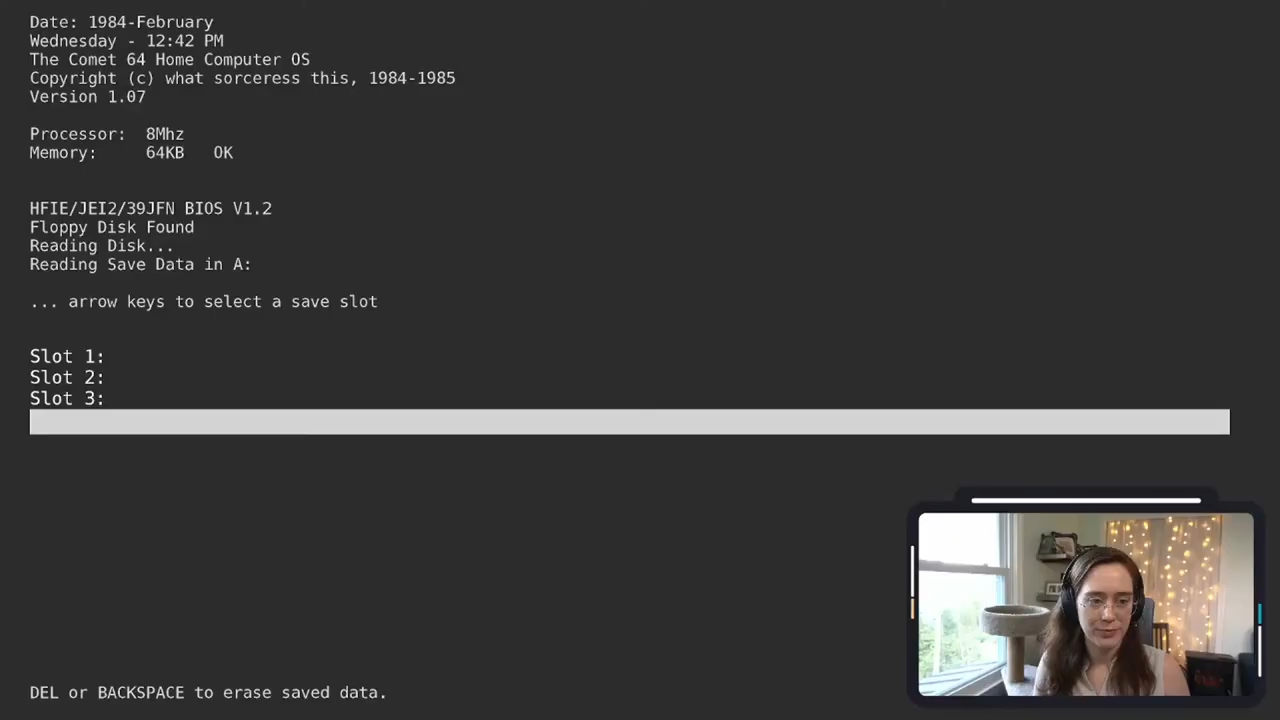 Date: 1984-February
Wednesday - 12:42 PM
The Comet 64 Home Computer OS
Copyright (c) what sorceress this, 1984-1985
Version 1.07
Processor:  8Mhz
Memory:     64KB   OK
HFIE/JEI2/39JFN BIOS V1.2
Floppy Disk Found
Reading Disk...
Reading Save Data in A:
... arrow keys to select a save slot
Slot 1:
Slot 2:
Slot 3:
DEL or BACKSPACE to erase saved data.